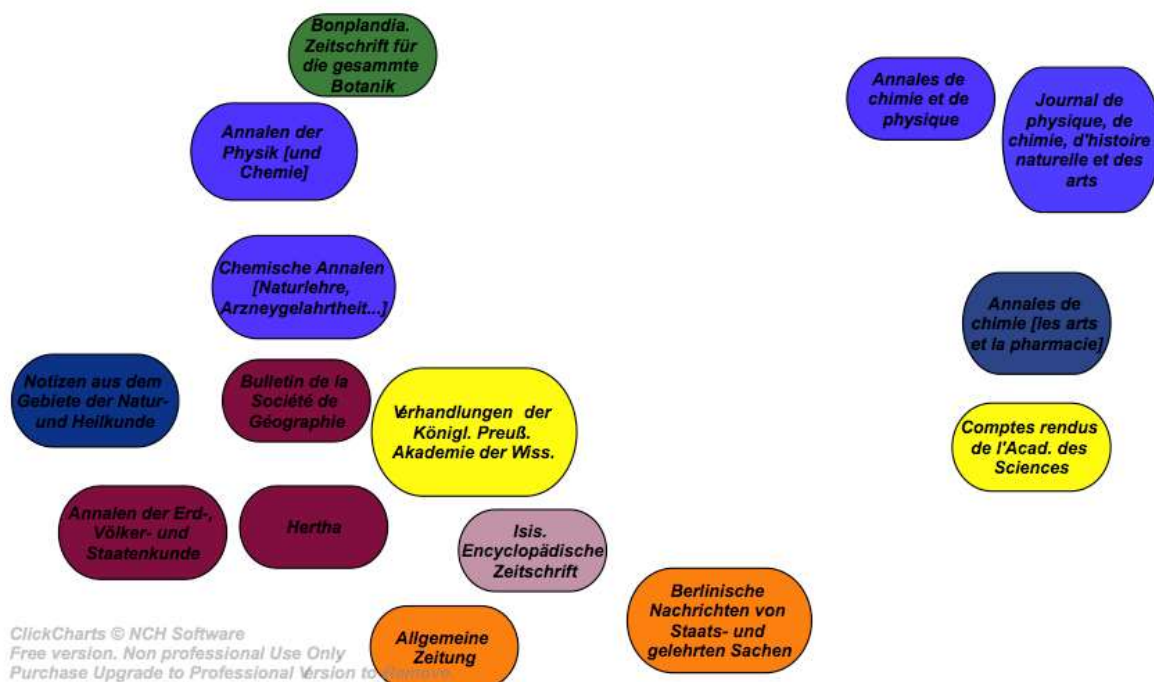 Bonplandia.
Zeitschrift für
die gesammte
Botanik
Annalen der
Physik [und
Chemie]
Annales de
chimie et de
physique
Journal de
physique, de
chimie, d'histoire
naturelle et des
arts
Chemische Annalen
[Naturlehre,
Arzneygelahrtheit...]
Annales de
chimie [les arts
et la pharmacie]
Notizen aus dem
Gebiete der Natur-
und Heilkunde
Bulletin de la
Société de
Géographie
Verhandlungen der
Königl. Preuß.
Akademie der Wiss.
Comptes rendus
de l'Acad. des
Sciences
Annalen der Erd-,
Völker- und
Staatenkunde
Hertha
Isis.
Encyclopädische
Zeitschrift
Berlinische
Nachrichten von
Staats- und
gelehrten Sachen
Allgemeine
Zeitung
ClickCharts © NCH Software
Free version. Non professional Use Only
Purchase Upgrade to Professional Version to Remove